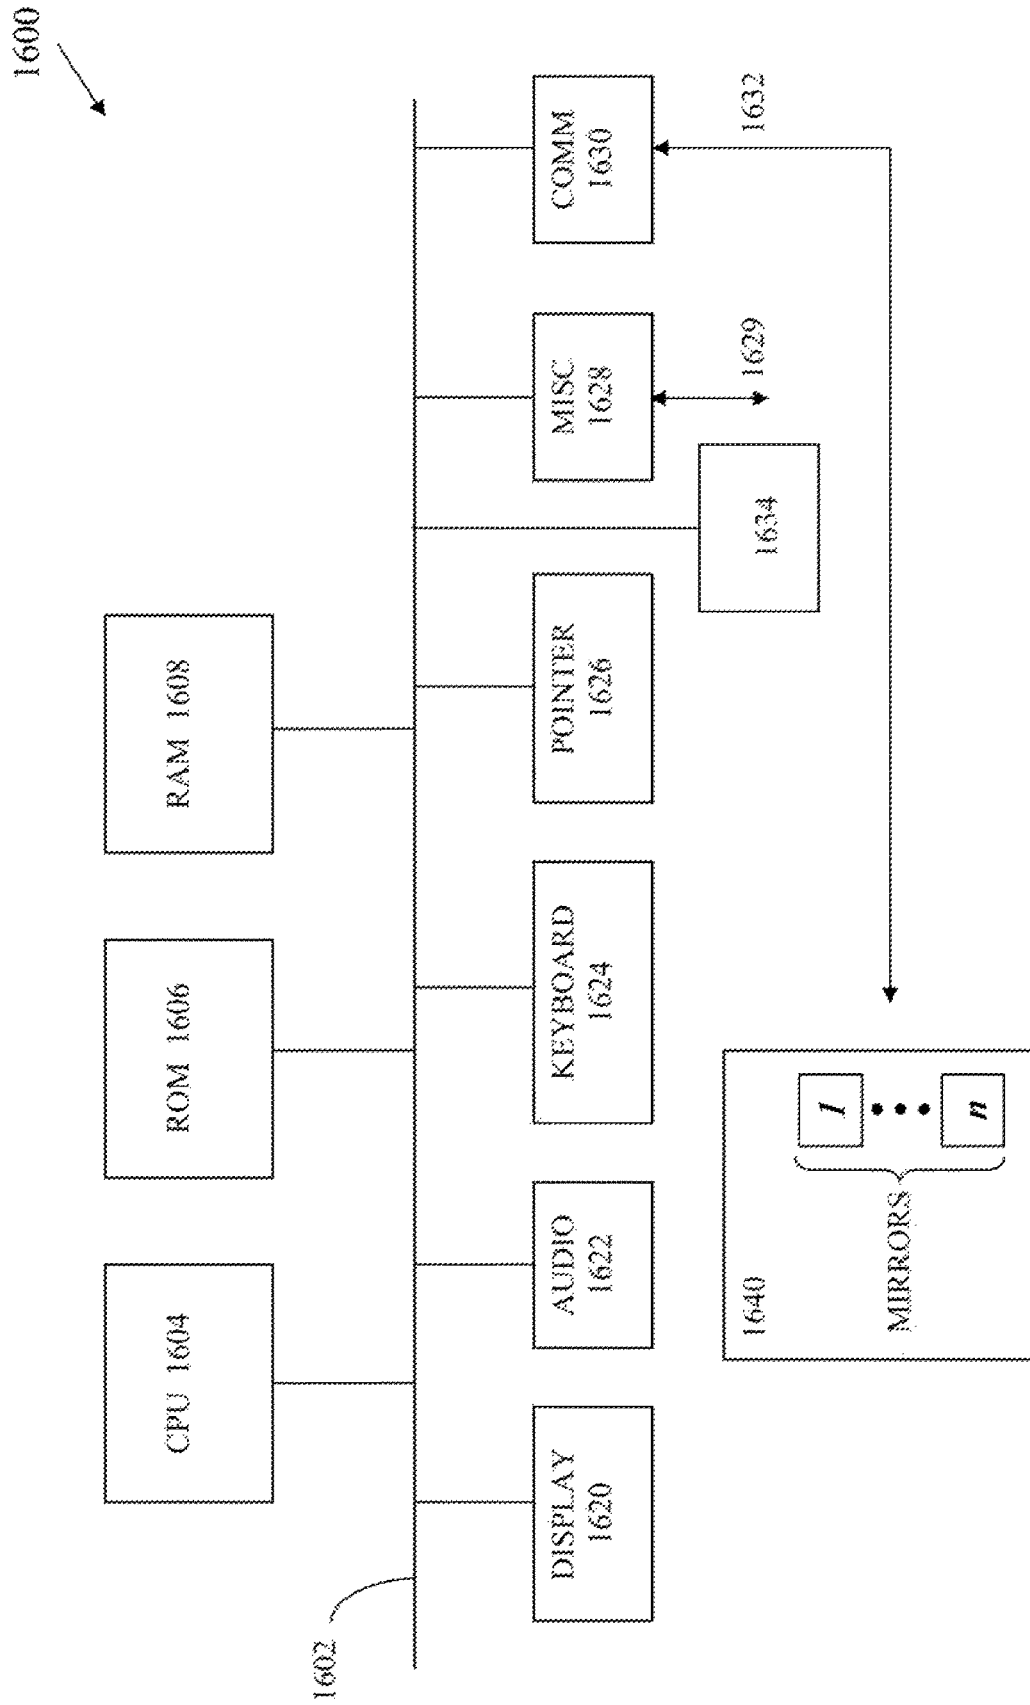 1600
CPU 1604
ROM 1606
RAM 1608
1602
DISPLAY
1620
AUDIO
1622
KEYBOARD
1624
POINTER
1626
MISC
1628
COMM
1630
1634
1629
1632
1640
MIRRORS
1
n